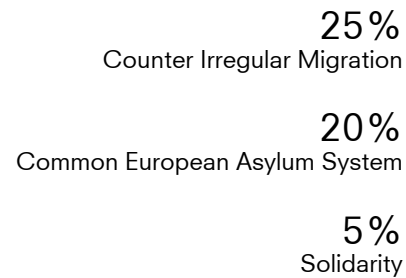 25%
Counter Irregular Migration
20%
Common European Asylum System
5%
Solidarity